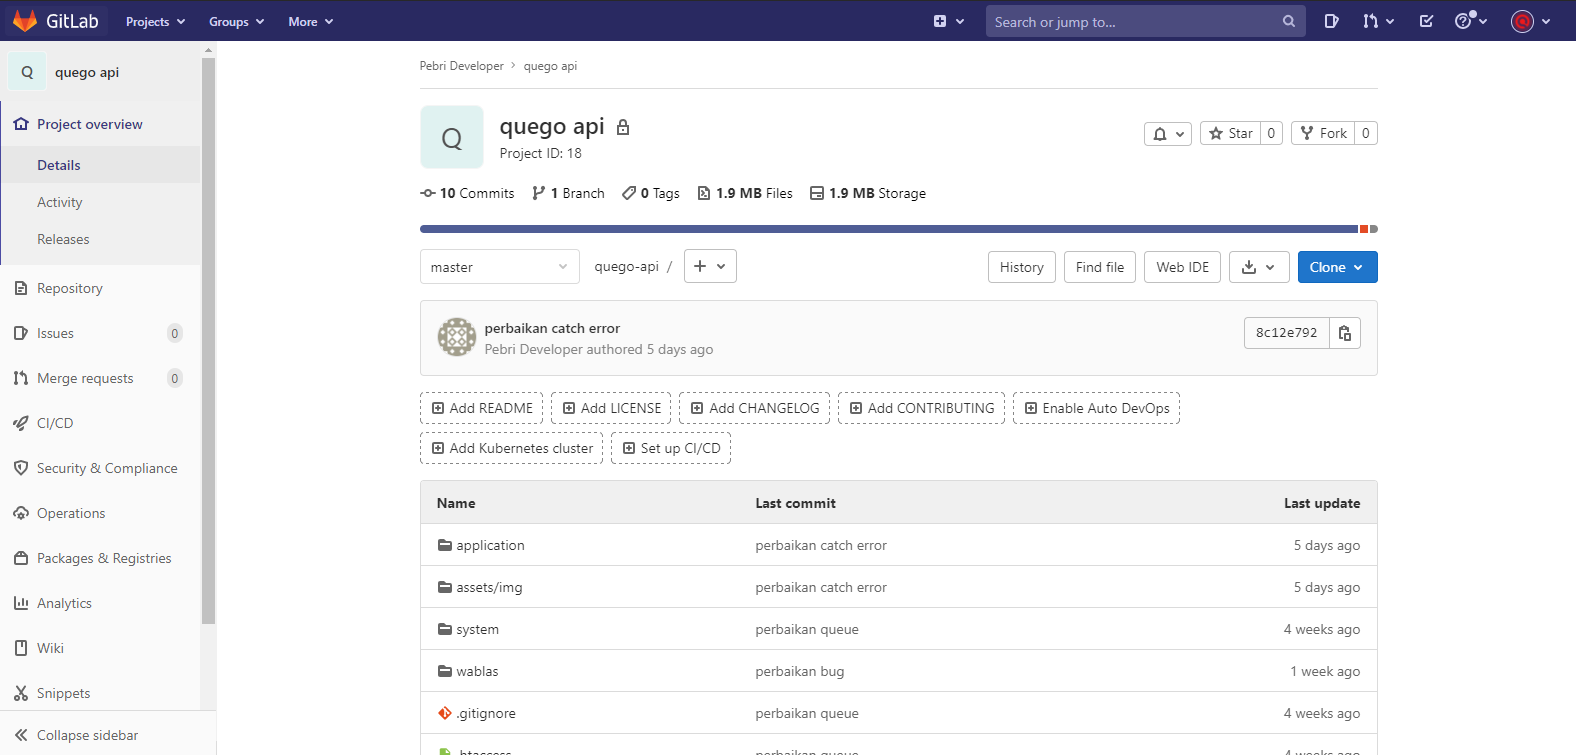 GitLab Projects Groups More Search or jump to...
Q quego api
Project overview
Details
Activity
Releases
Repository
Issues 0
Merge requests 0
CI/CD
Security & Compliance
Operations
Packages & Registries
Analytics
Wiki
Snippets
Collapse sidebar
Pebri Developer › quego api
Q
quego api
Project ID: 18
Star 0 Fork 0
10 Commits 1 Branch 0 Tags 1.9 MB Files 1.9 MB Storage
master quego-api / + History Find file Web IDE Clone
perbaikan catch error
Pebri Developer authored 5 days ago
8c12e792
Add README Add LICENSE Add CHANGELOG Add CONTRIBUTING Enable Auto DevOps
Add Kubernetes cluster Set up CI/CD
Name Last commit Last update
application perbaikan catch error 5 days ago
assets/img perbaikan catch error 5 days ago
system perbaikan queue 4 weeks ago
wablas perbaikan bug 1 week ago
.gitignore perbaikan queue 4 weeks ago
.htaccess perbaikan queue 4 weeks ago